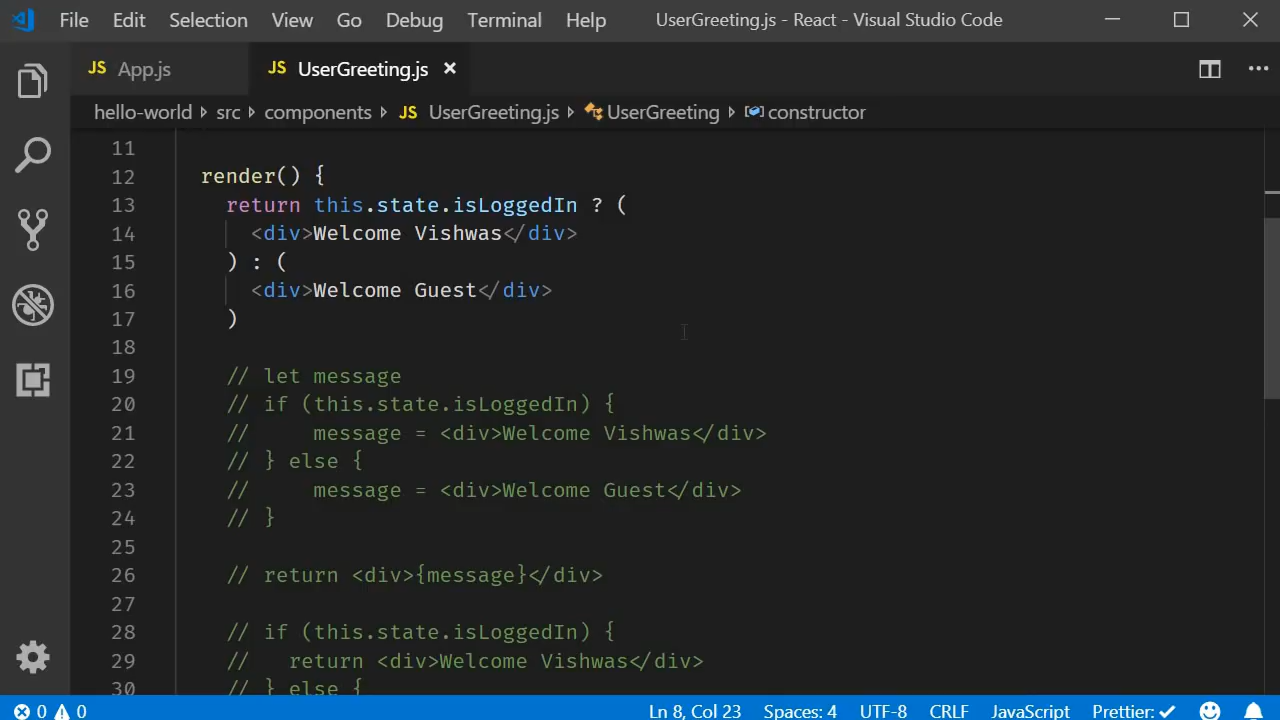 File Edit Selection View Go Debug Terminal Help UserGreeting.js - React - Visual Studio Code
JS App.js JS UserGreeting.js
hello-world src components JS UserGreeting.js UserGreeting constructor
11
12 render() {
13 return this.state.isLoggedIn ? (
14 <div>Welcome Vishwas</div>
15 ) : (
16 <div>Welcome Guest</div>
17 )
18
19 // let message
20 // if (this.state.isLoggedIn) {
21 // message = <div>Welcome Vishwas</div>
22 // } else {
23 // message = <div>Welcome Guest</div>
24 // }
25
26 // return <div>{message}</div>
27
28 // if (this.state.isLoggedIn) {
29 // return <div>Welcome Vishwas</div>
30 // } else {
0 0 Ln 8, Col 23 Spaces: 4 UTF-8 CRLF JavaScript Prettier: